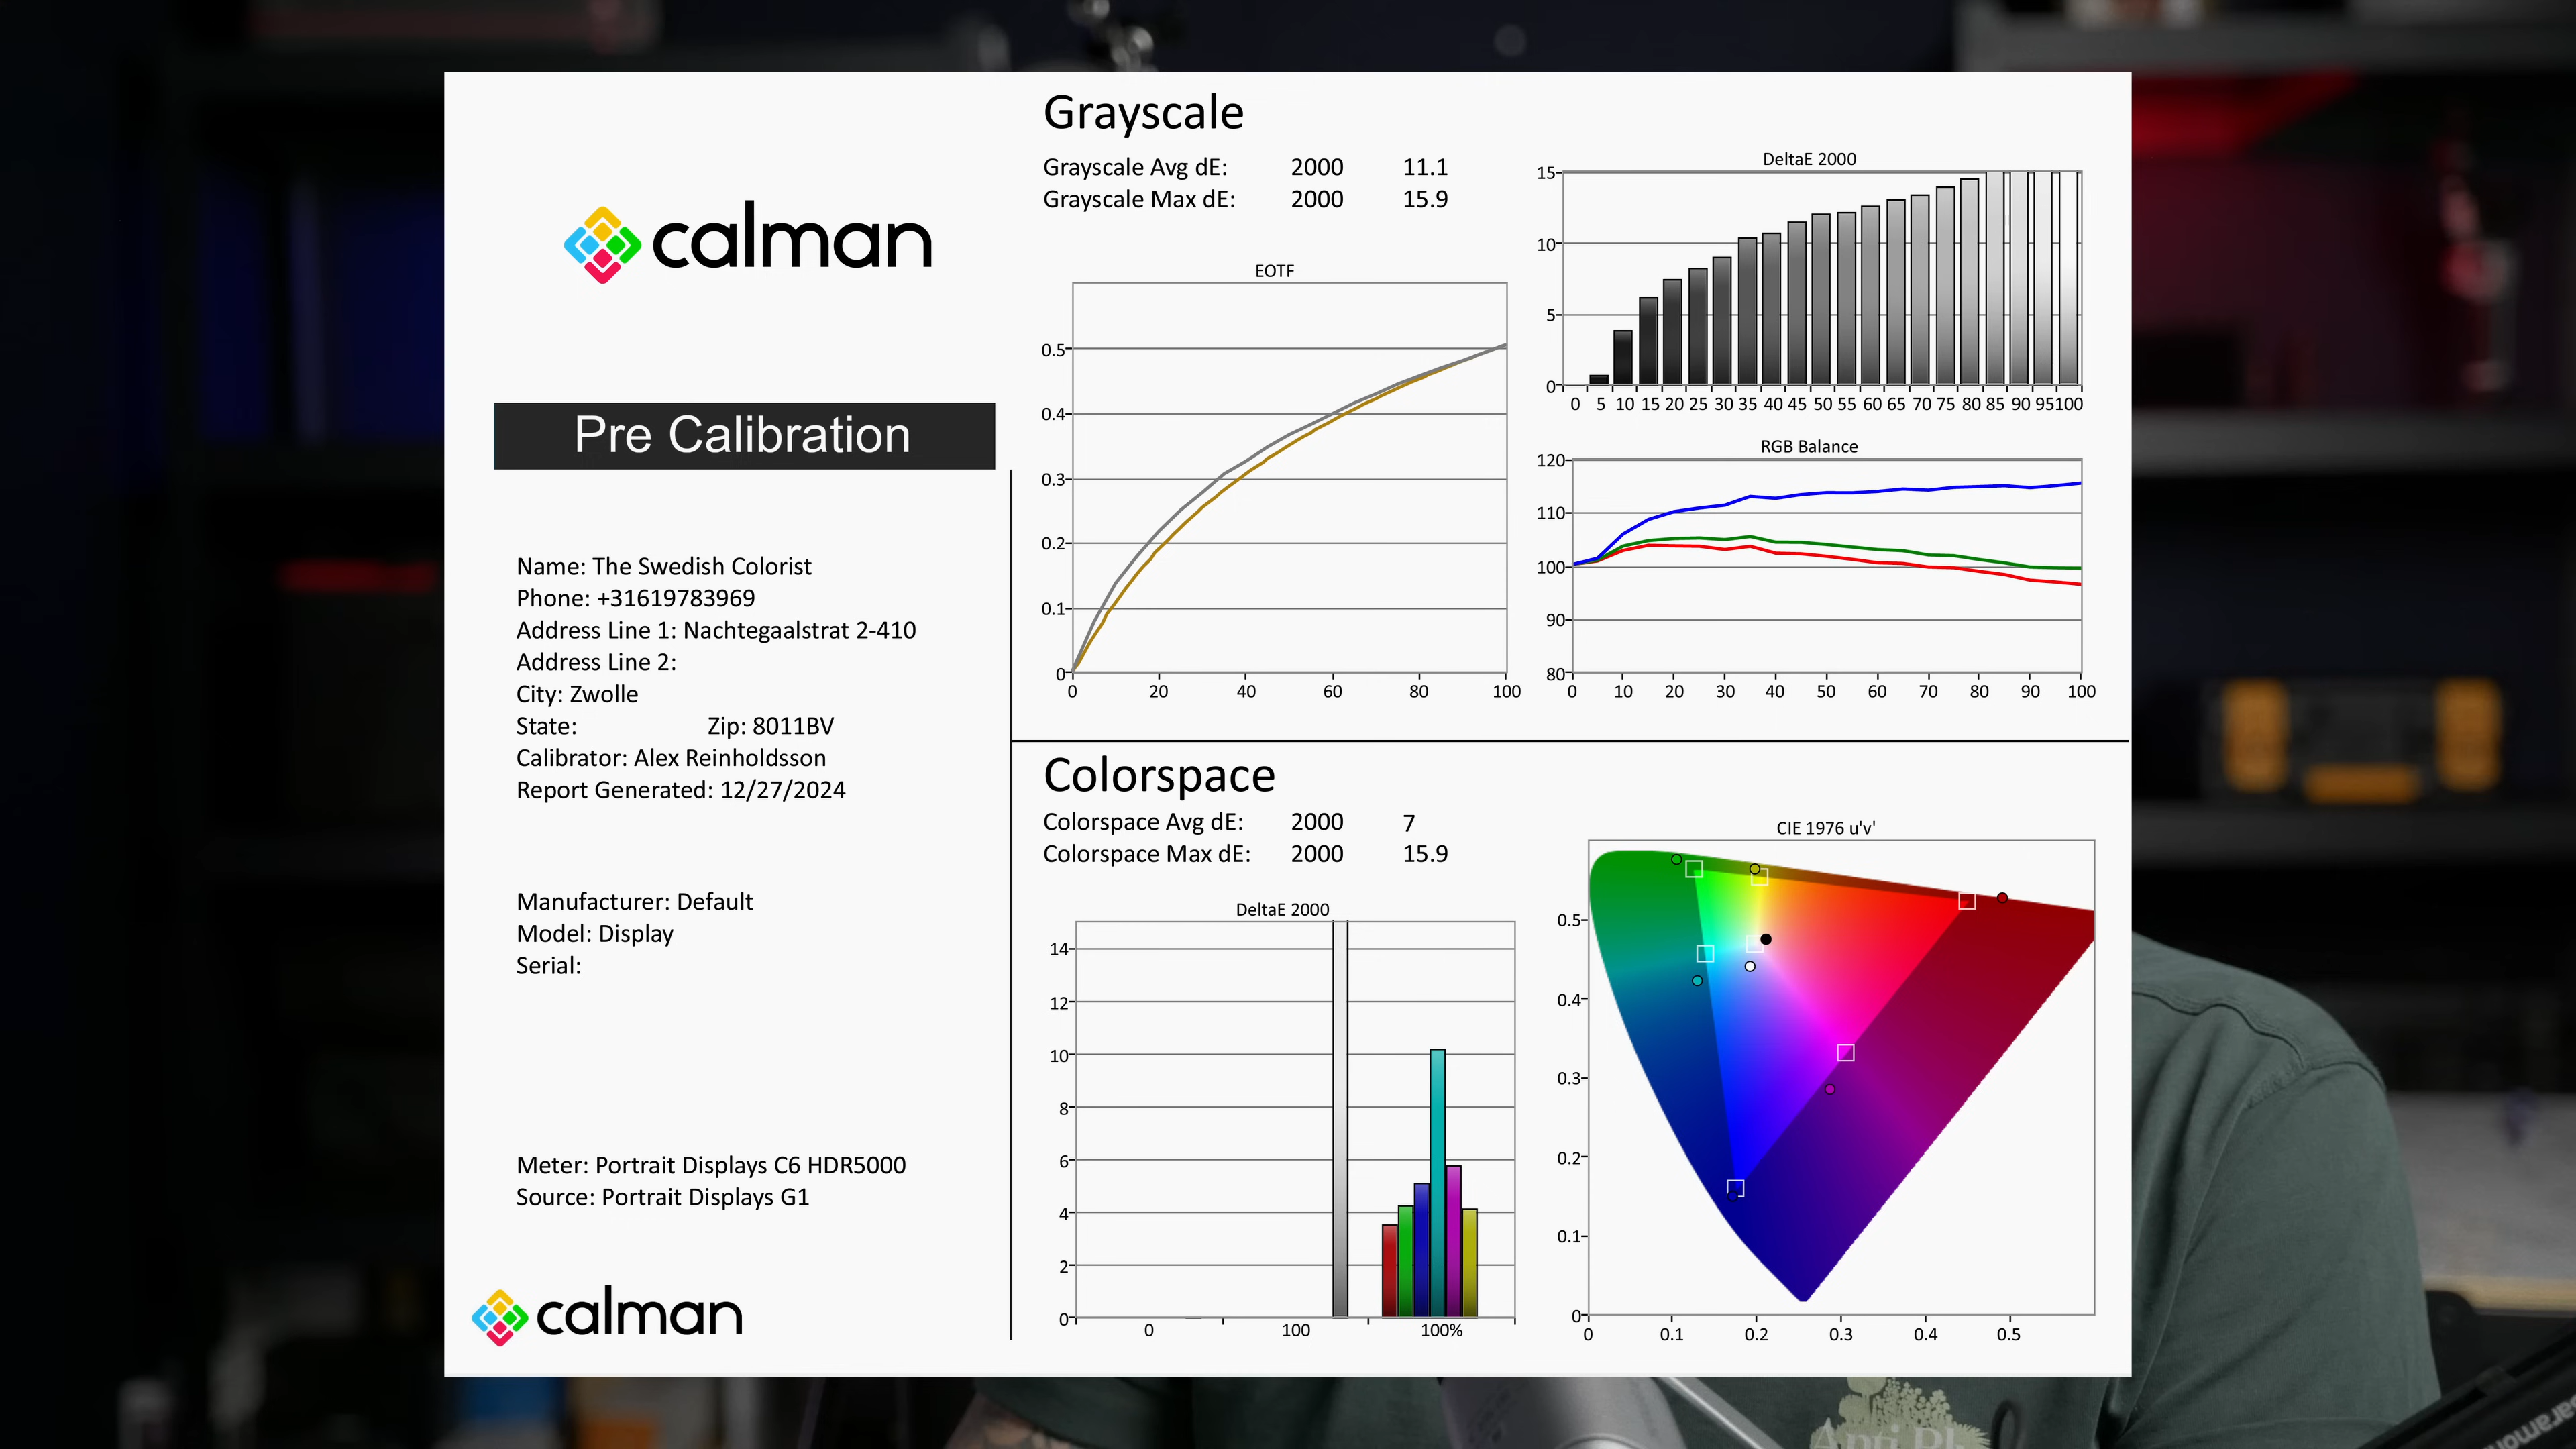 calman
Pre Calibration
Name: The Swedish Colorist
Phone: +31619783969
Address Line 1: Nachtegaalstrat 2-410
Address Line 2:
City: Zwolle
State: Zip: 8011BV
Calibrator: Alex Reinholdsson
Report Generated: 12/27/2024
Manufacturer: Default
Model: Display
Serial:
Meter: Portrait Displays C6 HDR5000
Source: Portrait Displays G1
calman
Grayscale
Grayscale Avg dE: 2000 11.1
Grayscale Max dE: 2000 15.9
EOTF
0.5
0.4
0.3
0.2
0.1
0
0 20 40 60 80 100
DeltaE 2000
15
10
5
0
0 5 10 15 20 25 30 35 40 45 50 55 60 65 70 75 80 85 90 95 100
RGB Balance
120
110
100
90
80
0 10 20 30 40 50 60 70 80 90 100
Colorspace
Colorspace Avg dE: 2000 7
Colorspace Max dE: 2000 15.9
DeltaE 2000
14
12
10
8
6
4
2
0
0 100 100%
CIE 1976 u'v'
0.5
0.4
0.3
0.2
0.1
0
0 0.1 0.2 0.3 0.4 0.5